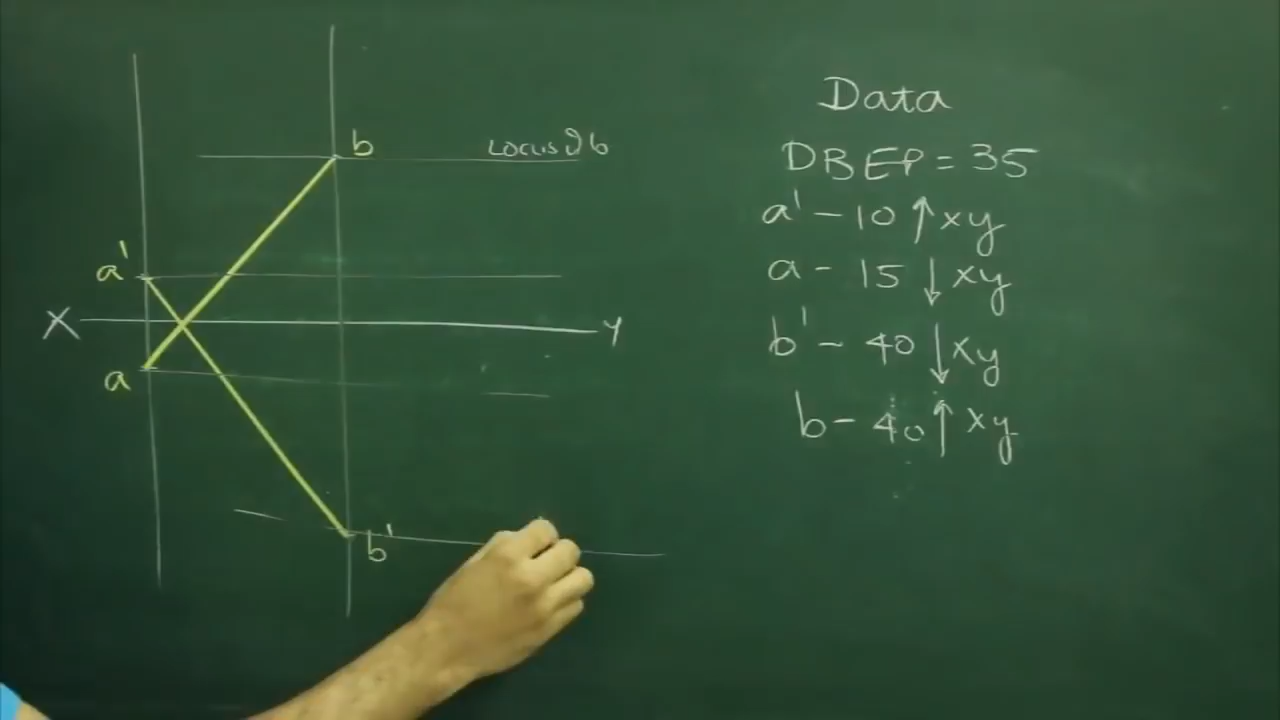 b
Locus of b
a'
X
Y
a
b'
Data
DBEP = 35
a' - 10 ↑ xy
a - 15 ↓ xy
b' - 40 ↓ xy
b - 40 ↑ xy